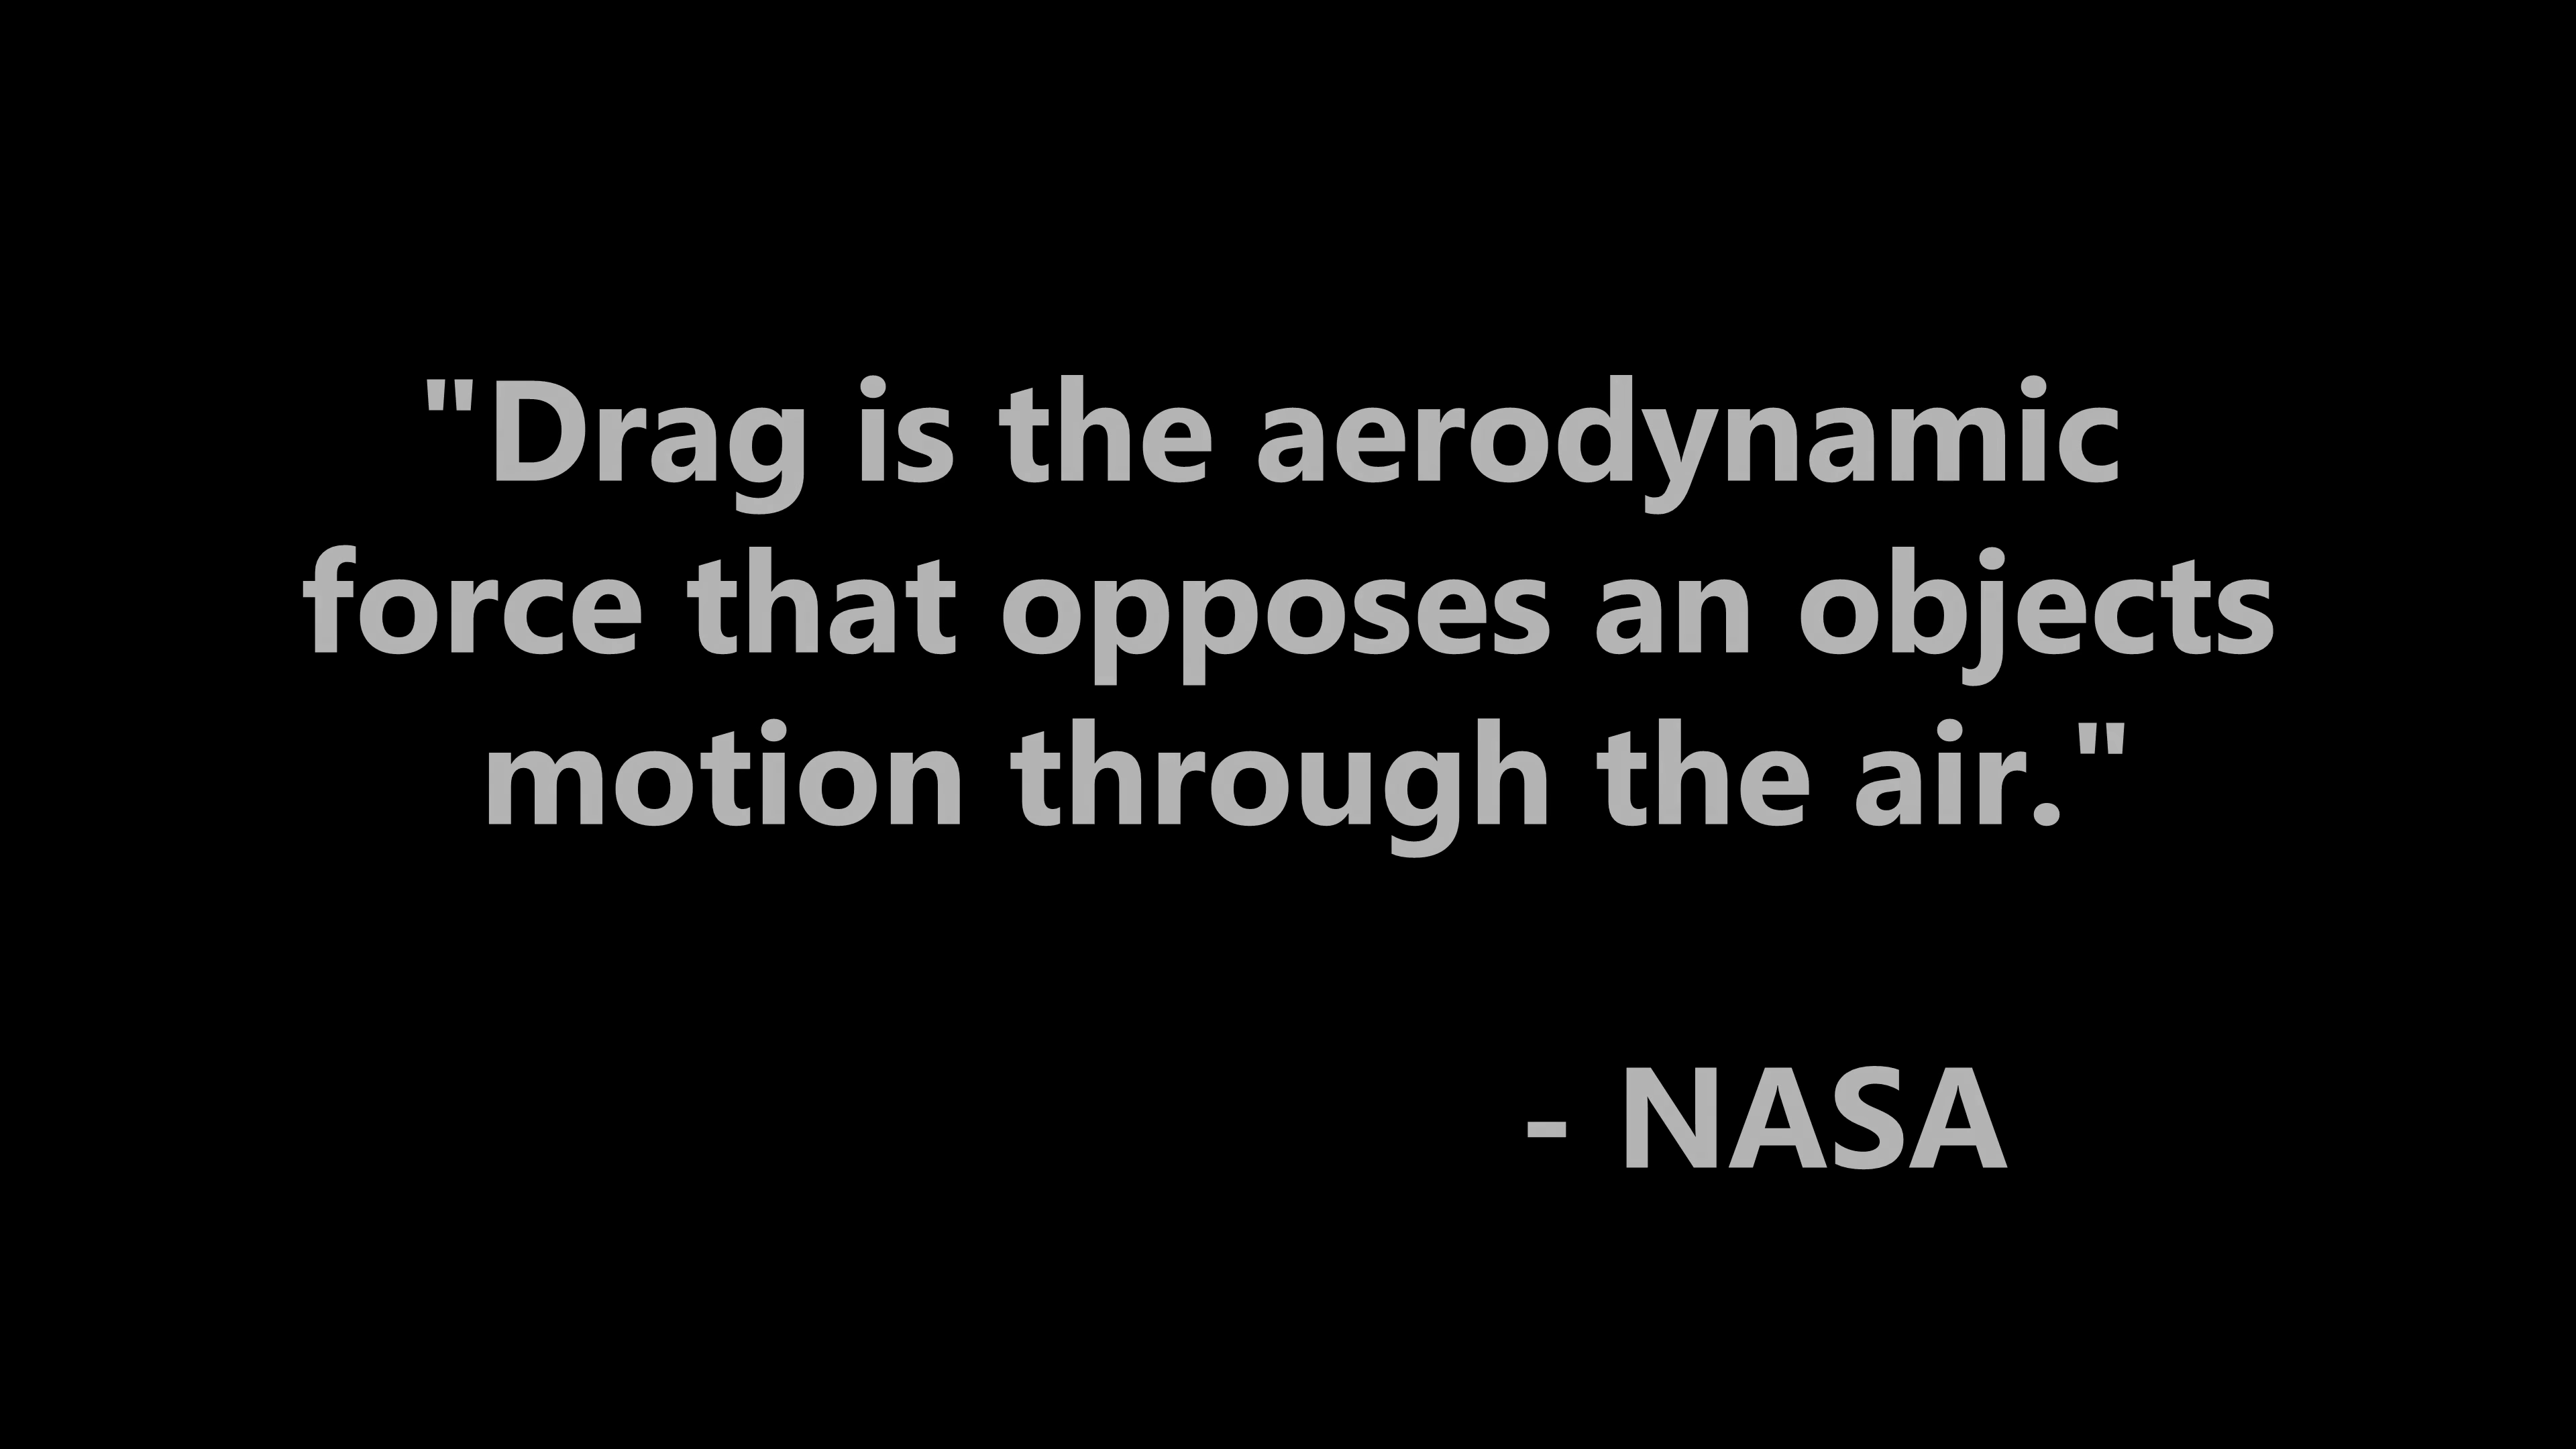 "Drag is the aerodynamic
force that opposes an objects
motion through the air."
- NASA